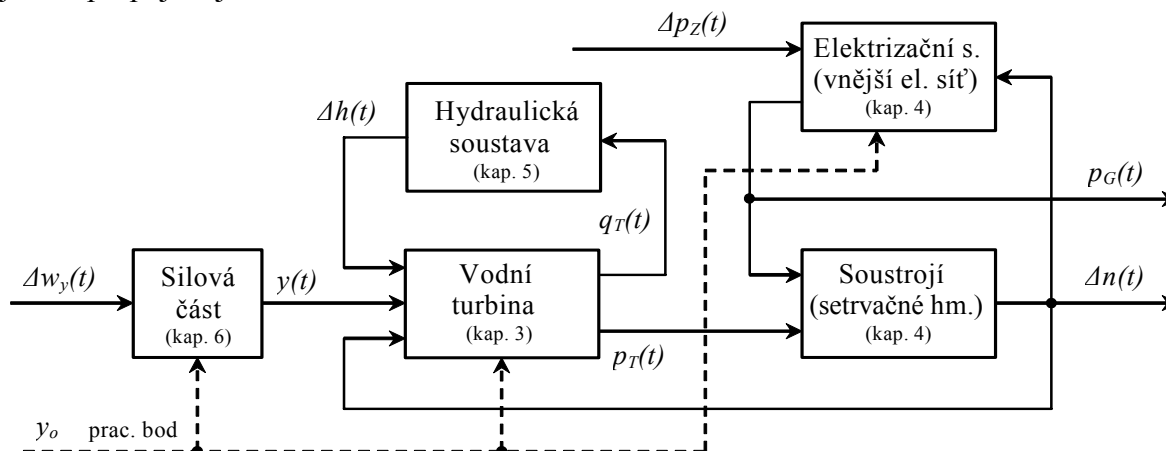 Δp_Z(t)
Elektrizační s.
(vnější el. síť)
(kap. 4)
Δh(t)
Hydraulická
soustava
(kap. 5)
p_G(t)
q_T(t)
Δw_y(t)
Silová
část
(kap. 6)
y(t)
Vodní
turbina
(kap. 3)
p_T(t)
Soustrojí
(setrvačné hm.)
(kap. 4)
Δn(t)
y_o prac. bod